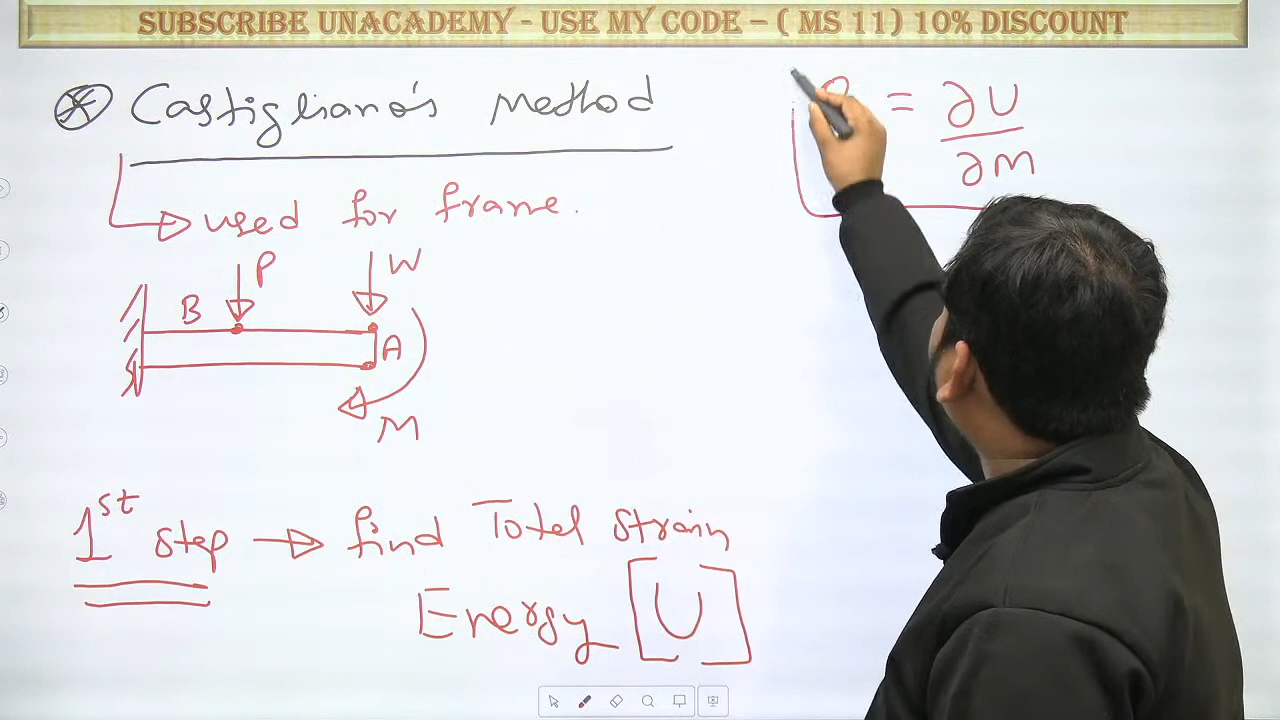 SUBSCRIBE UNACADEMY - USE MY CODE – ( MS 11) 10% DISCOUNT
Castigliano's Method
used for frame.
P
W
B
A
M
1st step → find Total Strain
Energy [U]
= ∂U
∂M